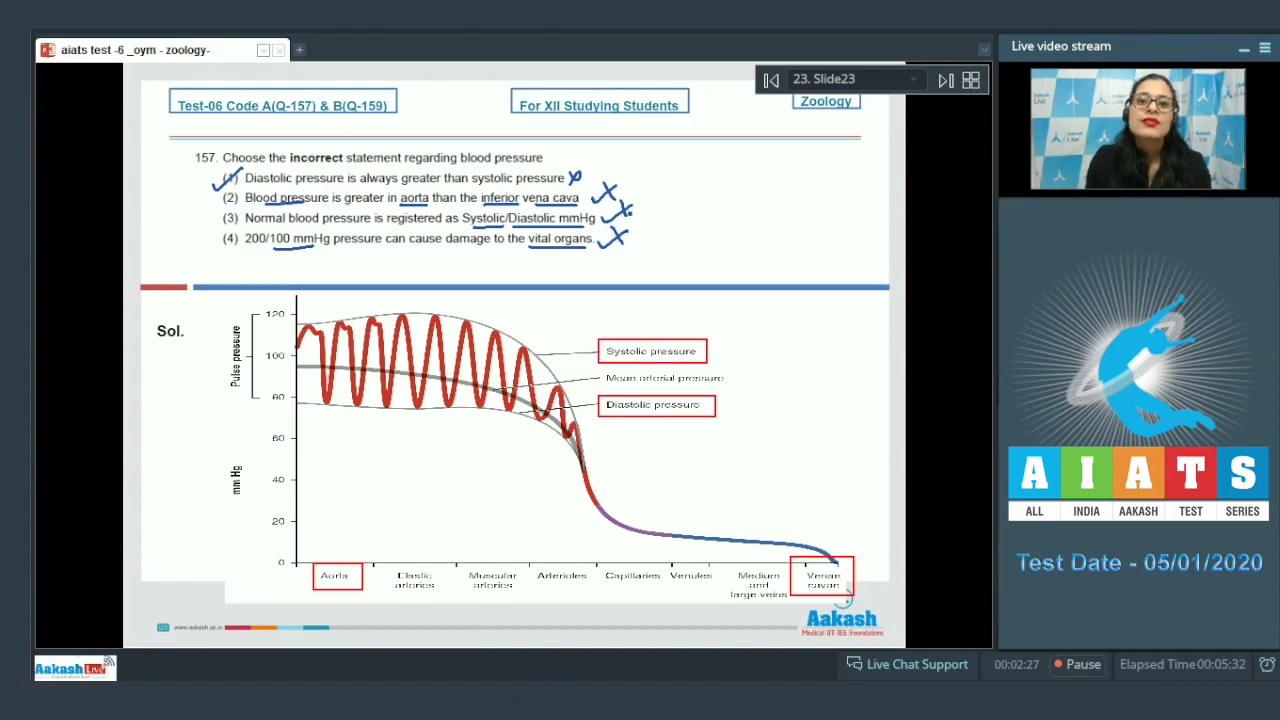 aiats test -6 _oym - zoology-
Live video stream
23. Slide23
Test-06 Code A(Q-157) & B(Q-159)
For XII Studying Students
Zoology
157. Choose the incorrect statement regarding blood pressure
(1) Diastolic pressure is always greater than systolic pressure
(2) Blood pressure is greater in aorta than the inferior vena cava
(3) Normal blood pressure is registered as Systolic/Diastolic mmHg
(4) 200/100 mmHg pressure can cause damage to the vital organs.
Sol.
Pulse pressure
mm Hg
120
100
80
60
40
20
0
Systolic pressure
Mean arterial pressure
Diastolic pressure
Aorta
Elastic arteries
Muscular arteries
Arterioles
Capillaries
Venules
Medium and large veins
Venae cavae
www.aakash.ac.in
Aakash
Medical|IIT-JEE|Foundations
A I A T S
ALL INDIA AAKASH TEST SERIES
Test Date - 05/01/2020
Aakash Live
Live Chat Support
00:02:27
Pause
Elapsed Time 00:05:32